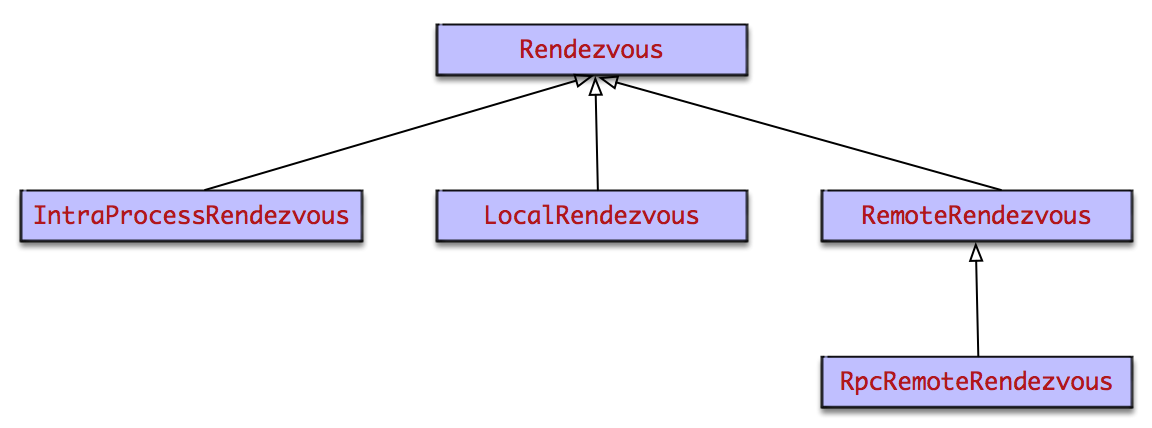 Rendezvous
IntraProcessRendezvous
LocalRendezvous
RemoteRendezvous
RpcRemoteRendezvous